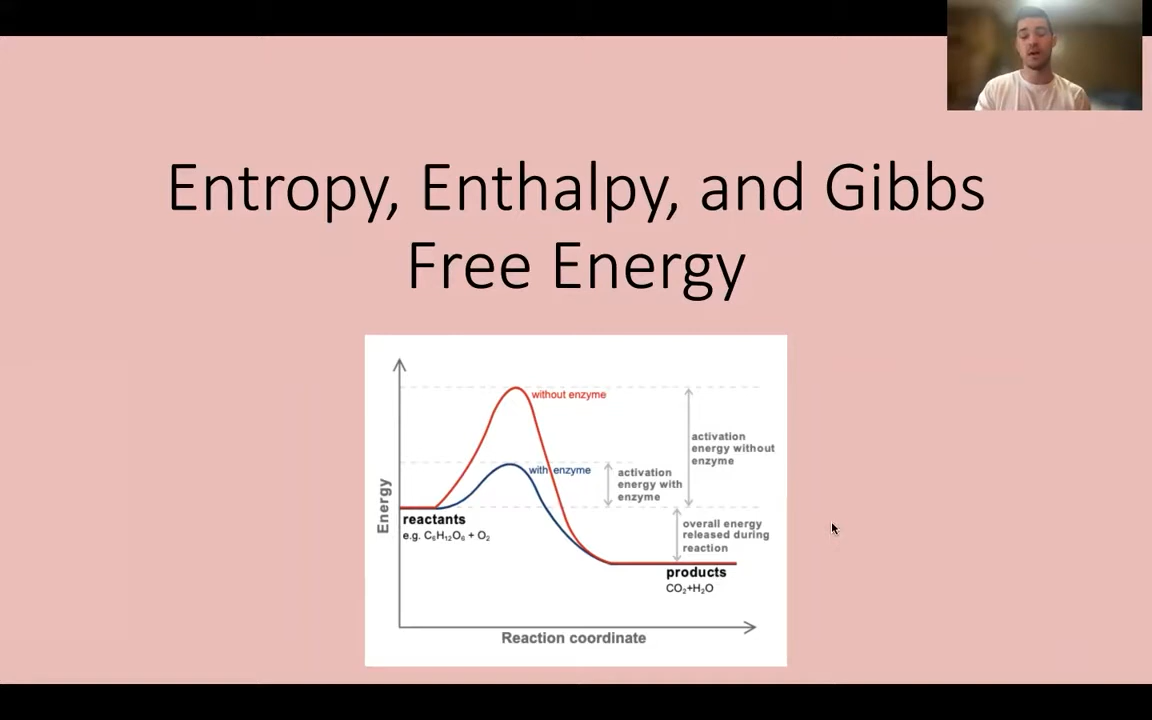 Entropy, Enthalpy, and Gibbs
Free Energy
without enzyme
with enzyme
activation
energy without
enzyme
activation
energy with
enzyme
Energy
reactants
e.g. C₆H₁₂O₆ + O₂
overall energy
released during
reaction
products
CO₂+H₂O
Reaction coordinate